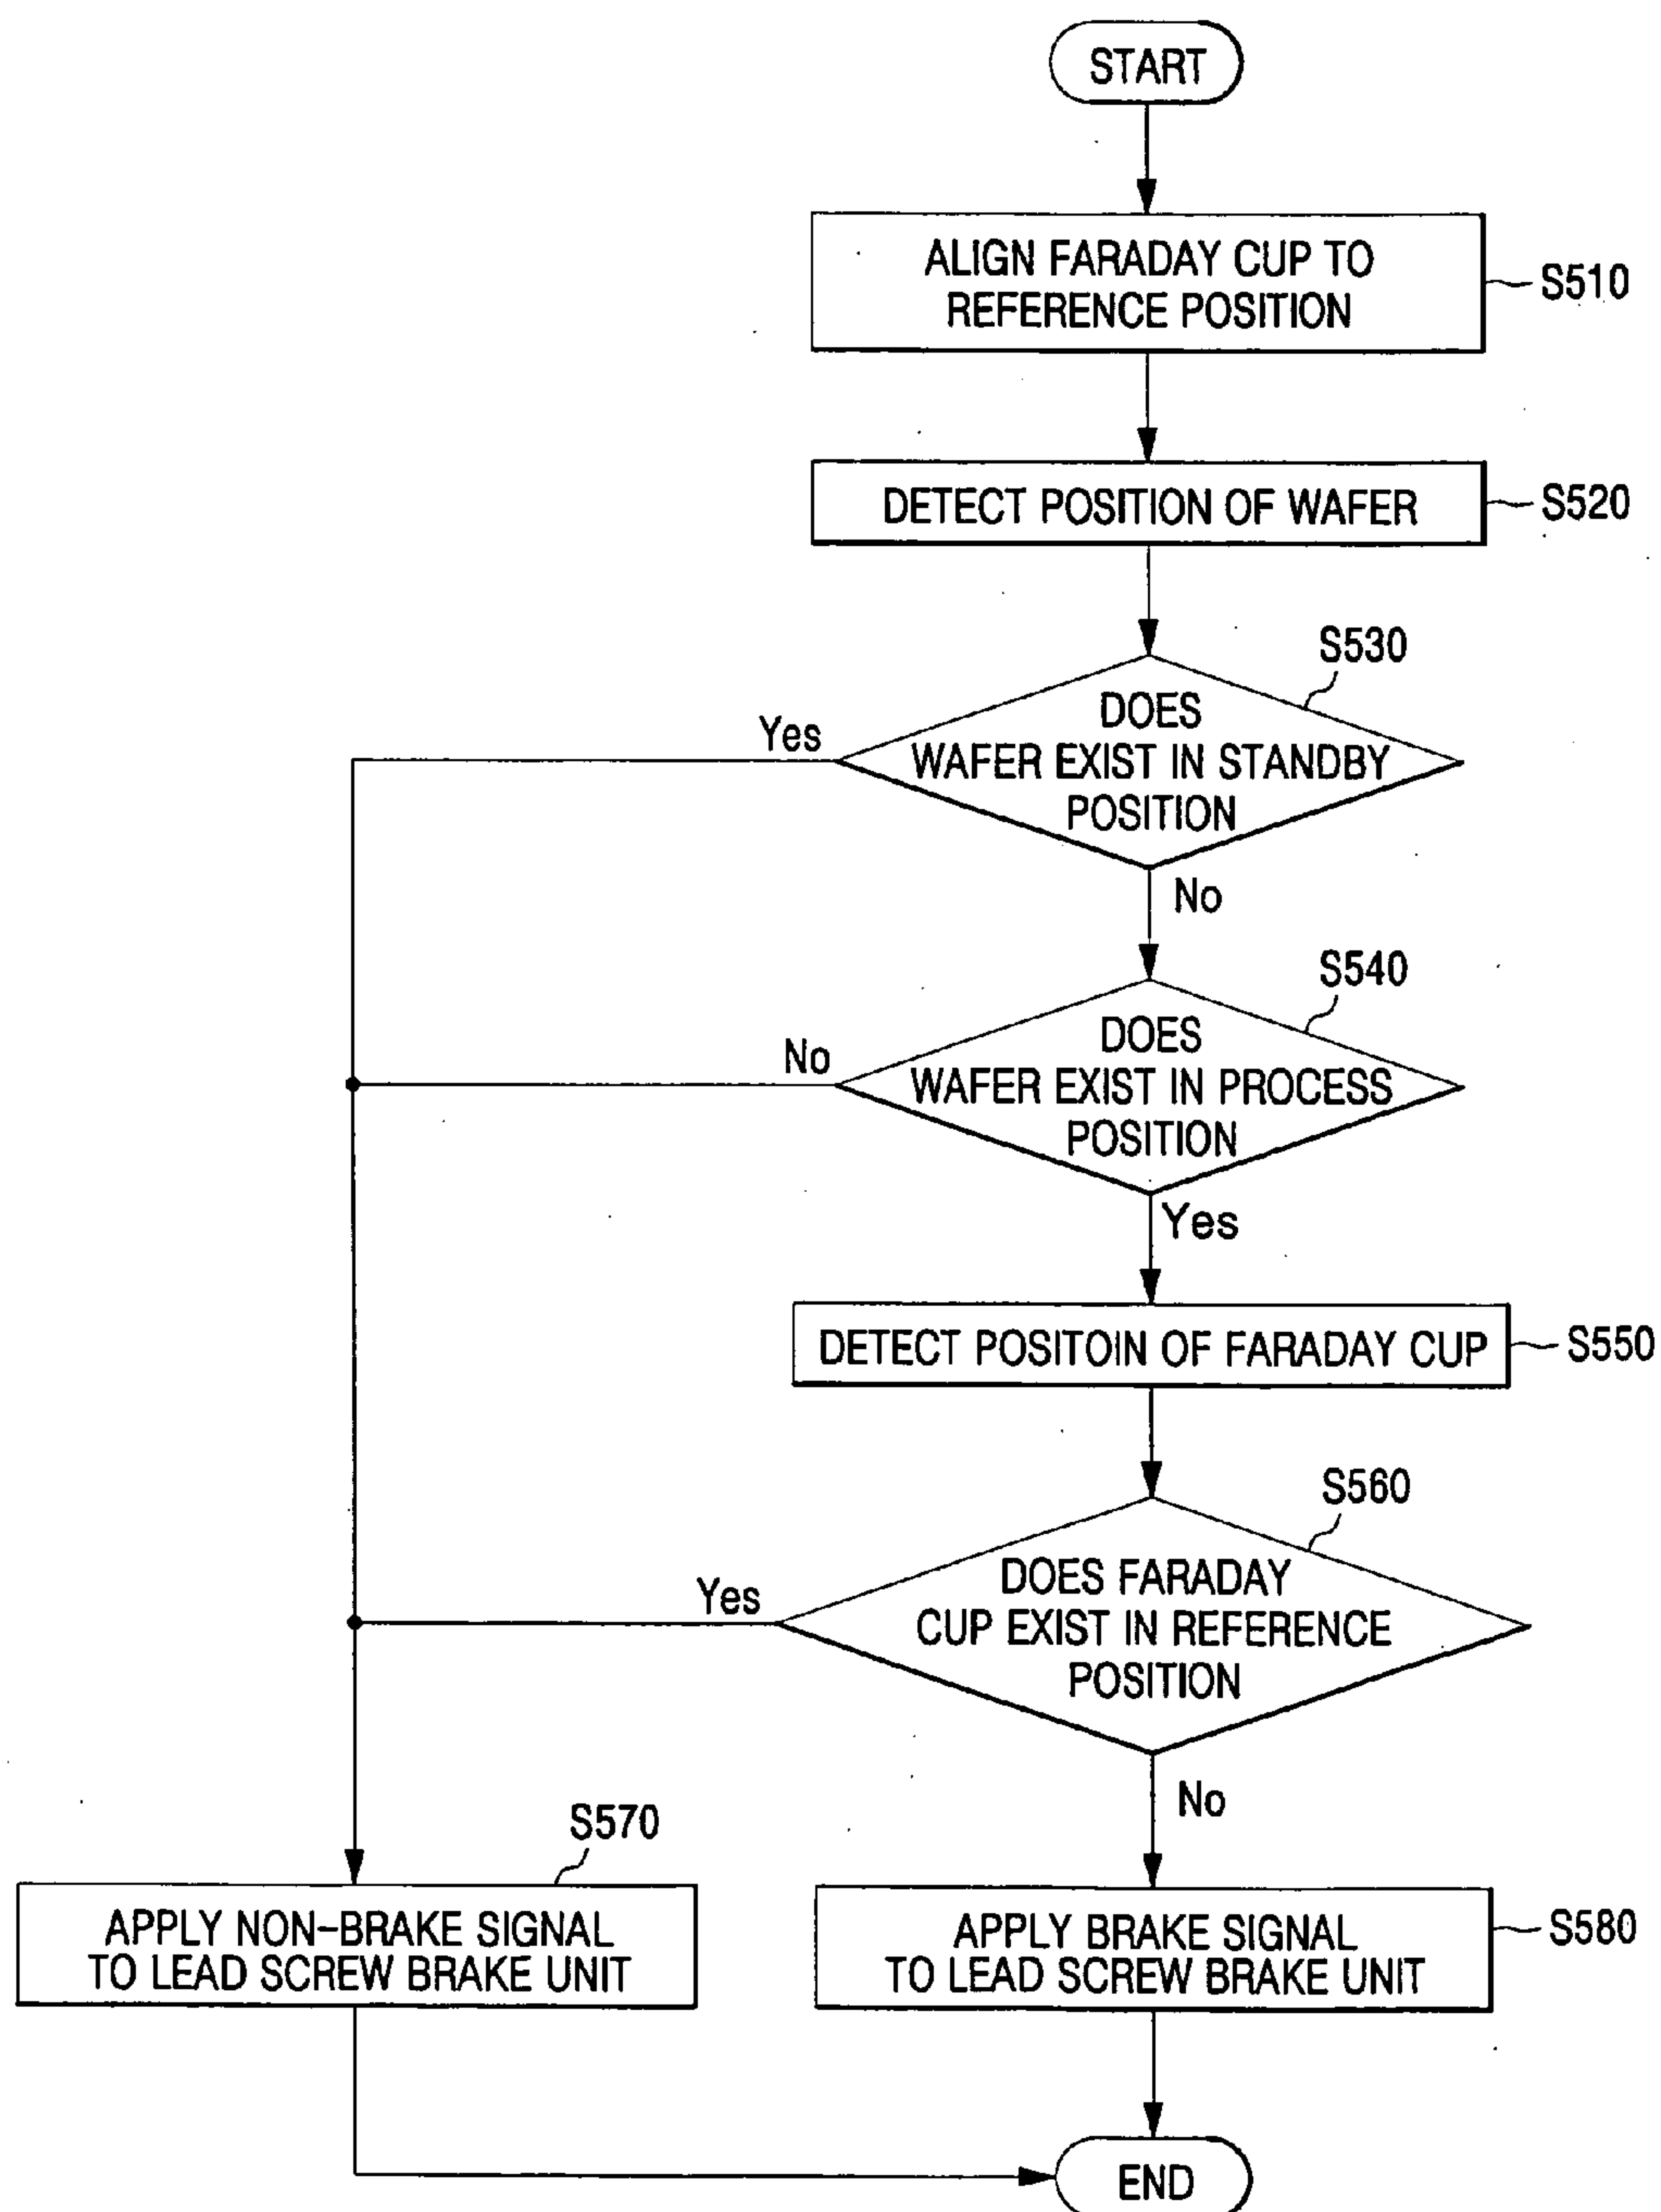 START
ALIGN FARADAY CUP TO
REFERENCE POSITION
S510
DETECT POSITION OF WAFER
S520
S530
DOES
WAFER EXIST IN STANDBY
POSITION
Yes
No
S540
DOES
WAFER EXIST IN PROCESS
POSITION
No
Yes
DETECT POSITOIN OF FARADAY CUP
S550
S560
DOES FARADAY
CUP EXIST IN REFERENCE
POSITION
Yes
No
S570
APPLY NON-BRAKE SIGNAL
TO LEAD SCREW BRAKE UNIT
APPLY BRAKE SIGNAL
TO LEAD SCREW BRAKE UNIT
S580
END